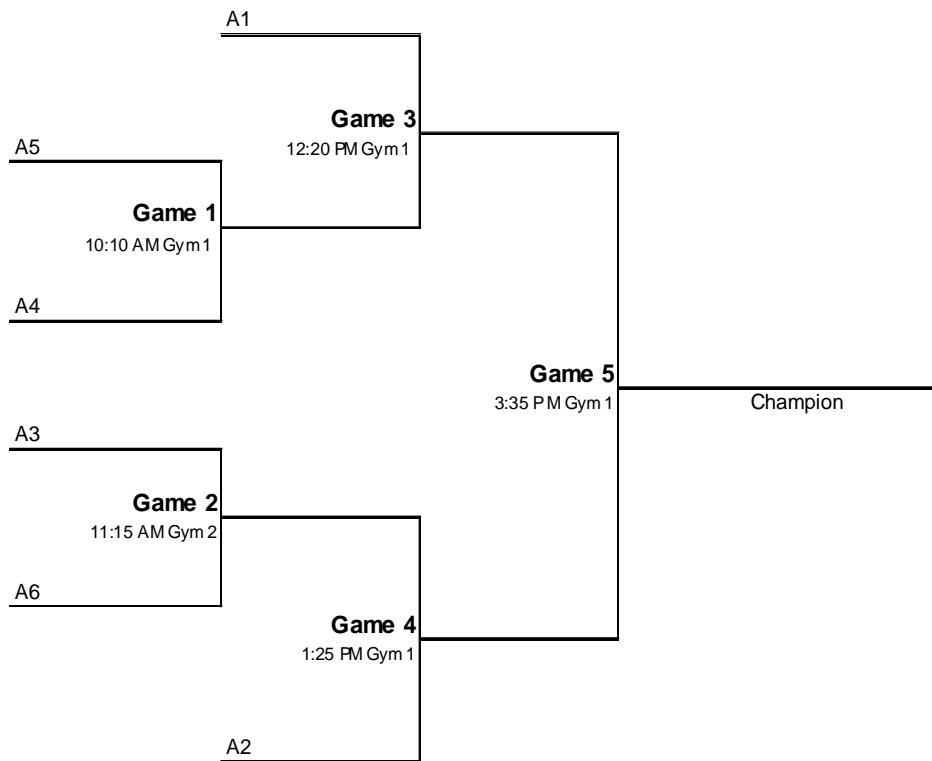 A1
Game 3
12:20 PM Gym 1
A5
Game 1
10:10 AM Gym 1
A4
Game 5
3:35 PM Gym 1
Champion
A3
Game 2
11:15 AM Gym 2
A6
Game 4
1:25 PM Gym 1
A2